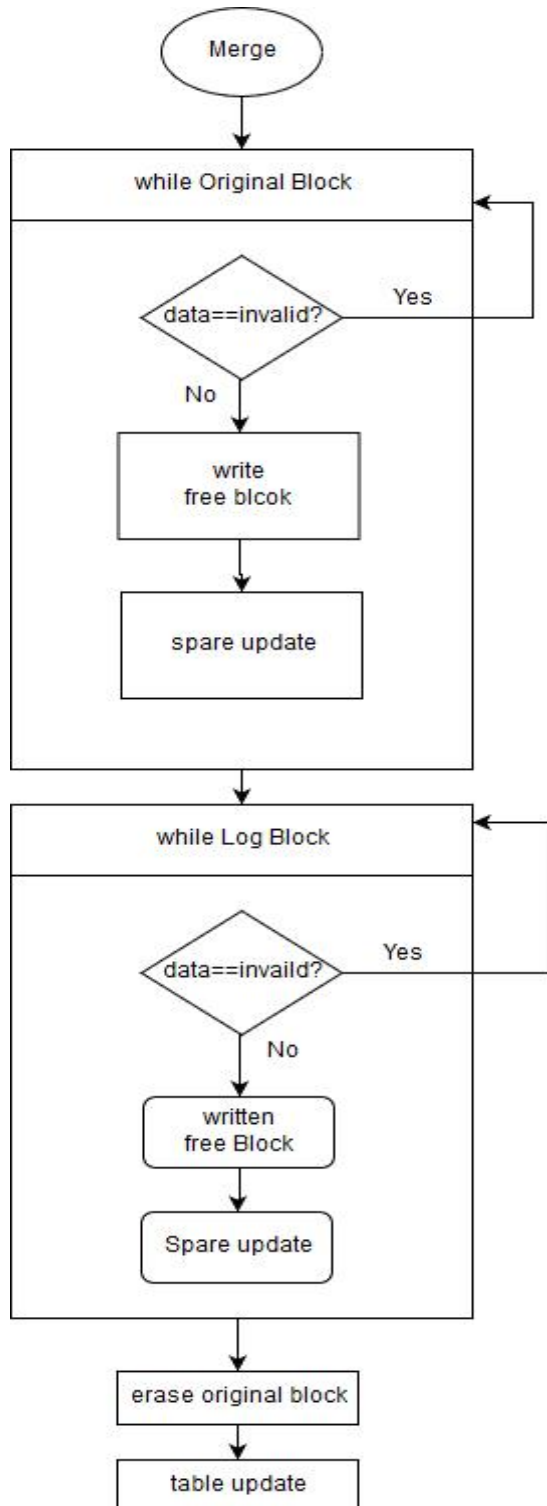 Merge
while Original Block
data==invalid?
Yes
No
write
free blcok
spare update
while Log Block
data==invaild?
Yes
No
written
free Block
Spare update
erase original block
table update